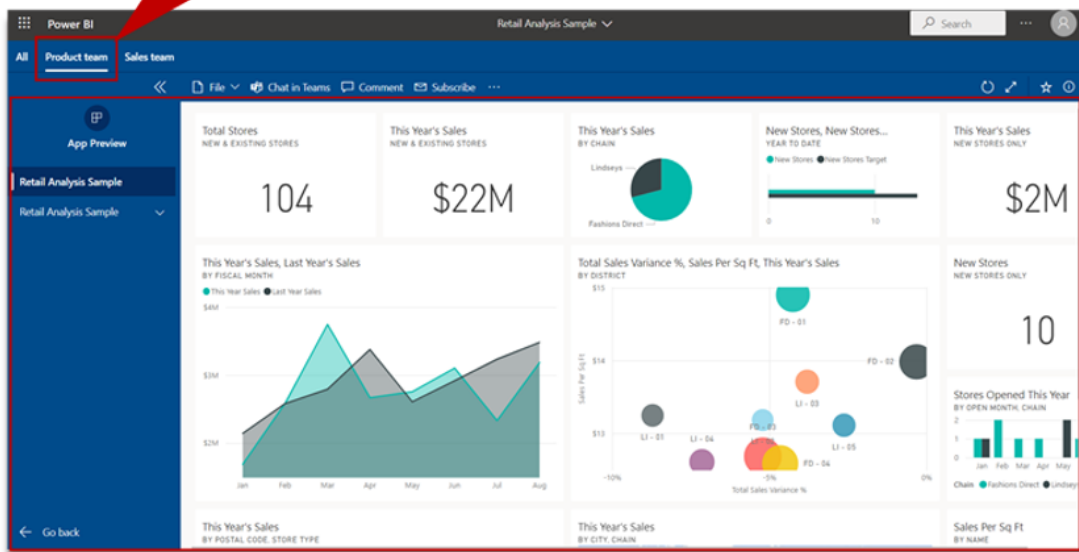 Power BI
Retail Analysis Sample
Search
All Product team Sales team
File Chat in Teams Comment Subscribe
App Preview
Retail Analysis Sample
Retail Analysis Sample
Go back
Total Stores
NEW & EXISTING STORES
104
This Year's Sales
NEW & EXISTING STORES
$22M
This Year's Sales
BY CHAIN
Lindseys
Fashions Direct
New Stores, New Stores...
YEAR TO DATE
New Stores New Stores Target
0 10
This Year's Sales
NEW STORES ONLY
$2M
This Year's Sales, Last Year's Sales
BY FISCAL MONTH
This Year Sales Last Year Sales
$4M
$3M
$2M
Jan Feb Mar Apr May Jun Jul Aug
Total Sales Variance %, Sales Per Sq Ft, This Year's Sales
BY DISTRICT
Sales Per Sq Ft
$15
FD - 01
$14
FD - 02
LI - 03
$13
LI - 01
LI - 04
FD - 03
LI - 05
FD - 04
-10% -5% 0%
Total Sales Variance %
New Stores
NEW STORES ONLY
10
Stores Opened This Year
BY OPEN MONTH, CHAIN
2
1
0
Jan Feb Mar Apr May
Chain Fashions Direct Lindseys
This Year's Sales
BY POSTAL CODE, STORE TYPE
This Year's Sales
BY CITY, CHAIN
Sales Per Sq Ft
BY NAME